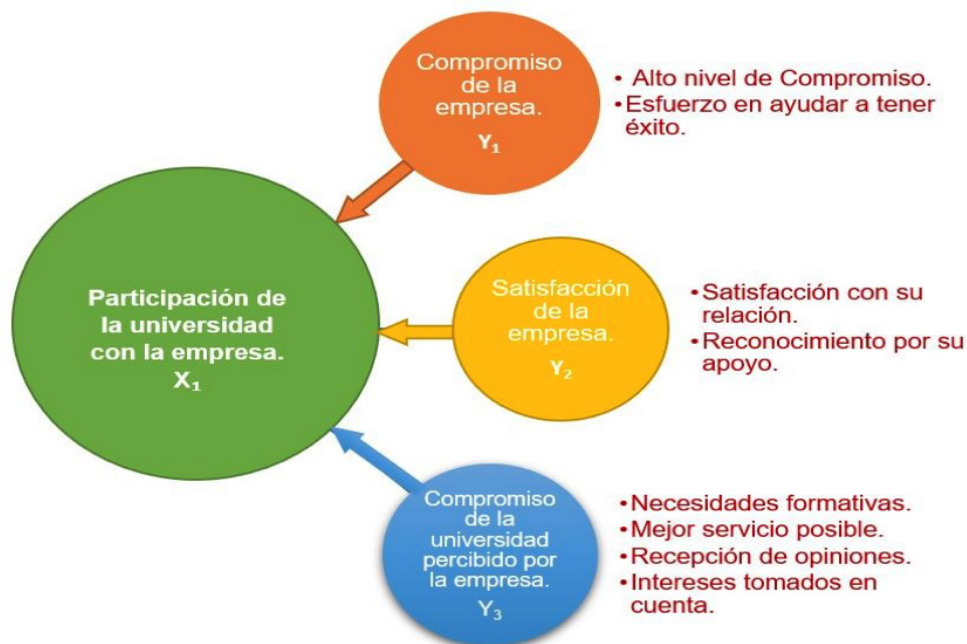 Compromiso
de la
empresa.
Y₁
• Alto nivel de Compromiso.
• Esfuerzo en ayudar a tener
éxito.
Participación de
la universidad
con la empresa.
X₁
Satisfacción
de la
empresa.
Y₂
• Satisfacción con su
relación.
• Reconocimiento por su
apoyo.
Compromiso
de la
universidad
percibido por
la empresa.
Y₃
• Necesidades formativas.
• Mejor servicio posible.
• Recepción de opiniones.
• Intereses tomados en
cuenta.